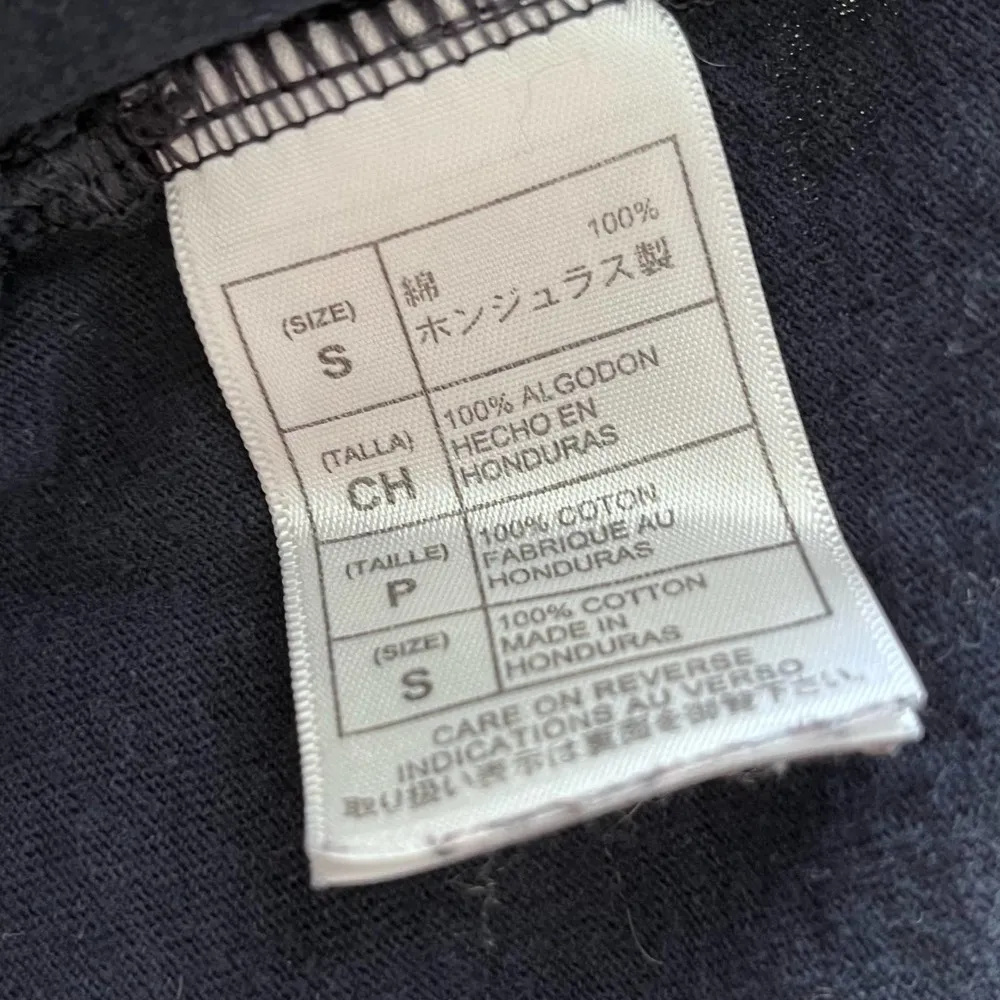 (SIZE)
S
綿 100%
ホンジュラス製
(TALLA)
CH
100% ALGODON
HECHO EN
HONDURAS
(TAILLE)
P
100% COTON
FABRIQUE AU
HONDURAS
(SIZE)
S
100% COTTON
MADE IN
HONDURAS
CARE ON REVERSE
INDICATIONS AU VERSO
取り扱い表示は裏面を御覧下さい。